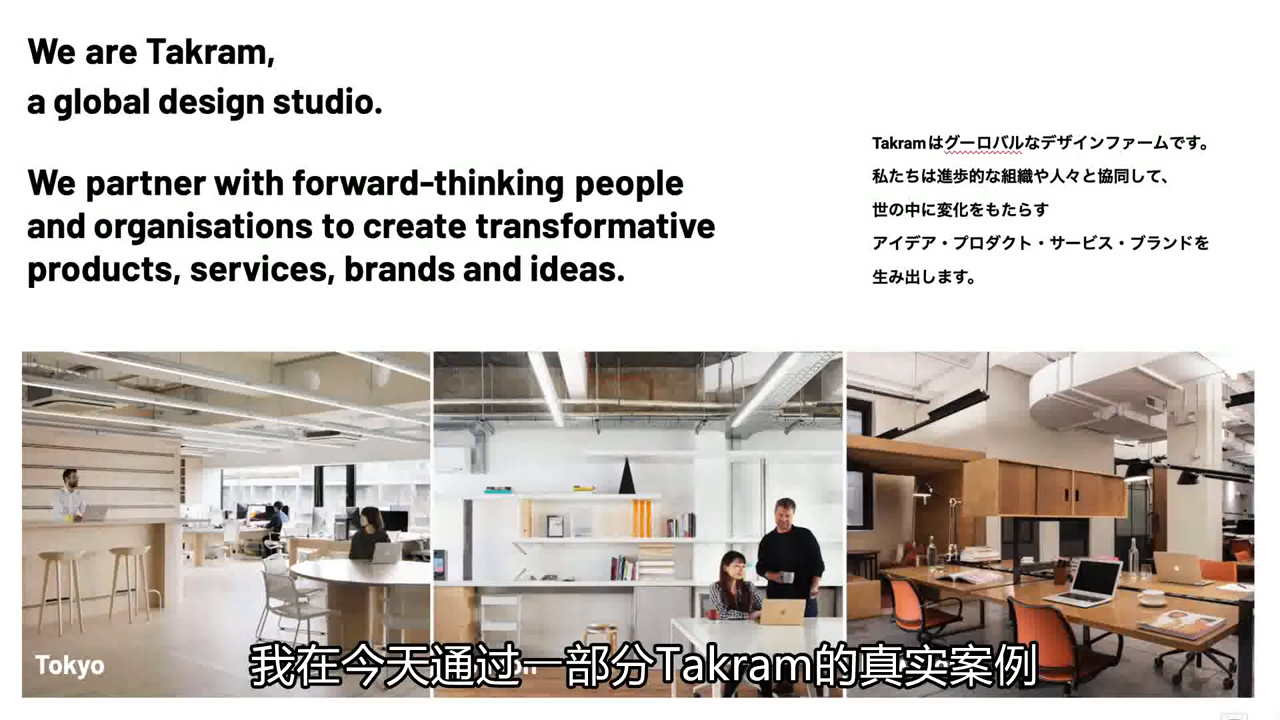 We are Takram,
a global design studio.
We partner with forward-thinking people
and organisations to create transformative
products, services, brands and ideas.
Takramはグーロバルなデザインファームです。
私たちは進歩的な組織や人々と協同して、
世の中に変化をもたらす
アイデア・プロダクト・サービス・ブランドを
生み出します。
Tokyo
我在今天通过一部分Takram的真实案例